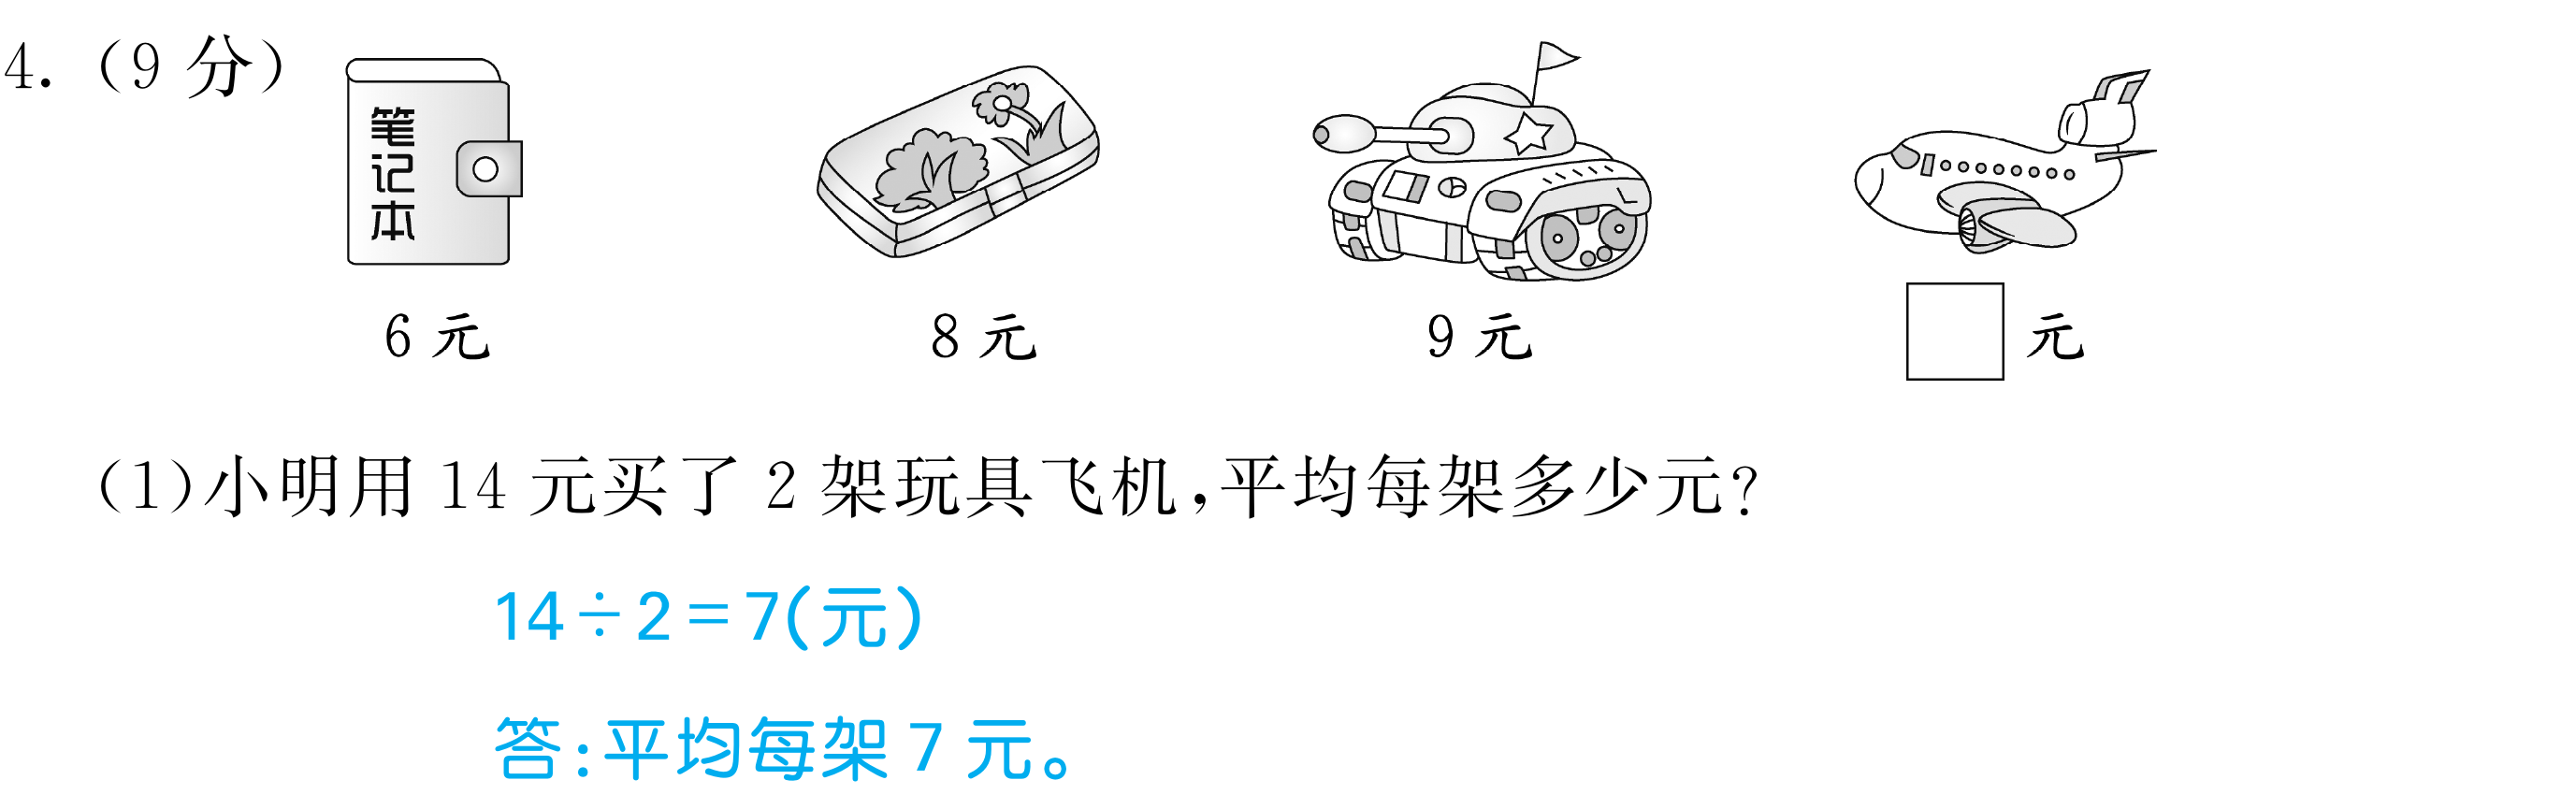 4.（9 分）
笔记本
6 元 8 元 9 元 □ 元
(1)小明用 14 元买了 2 架玩具飞机,平均每架多少元?
14÷2=7(元)
答:平均每架 7 元。